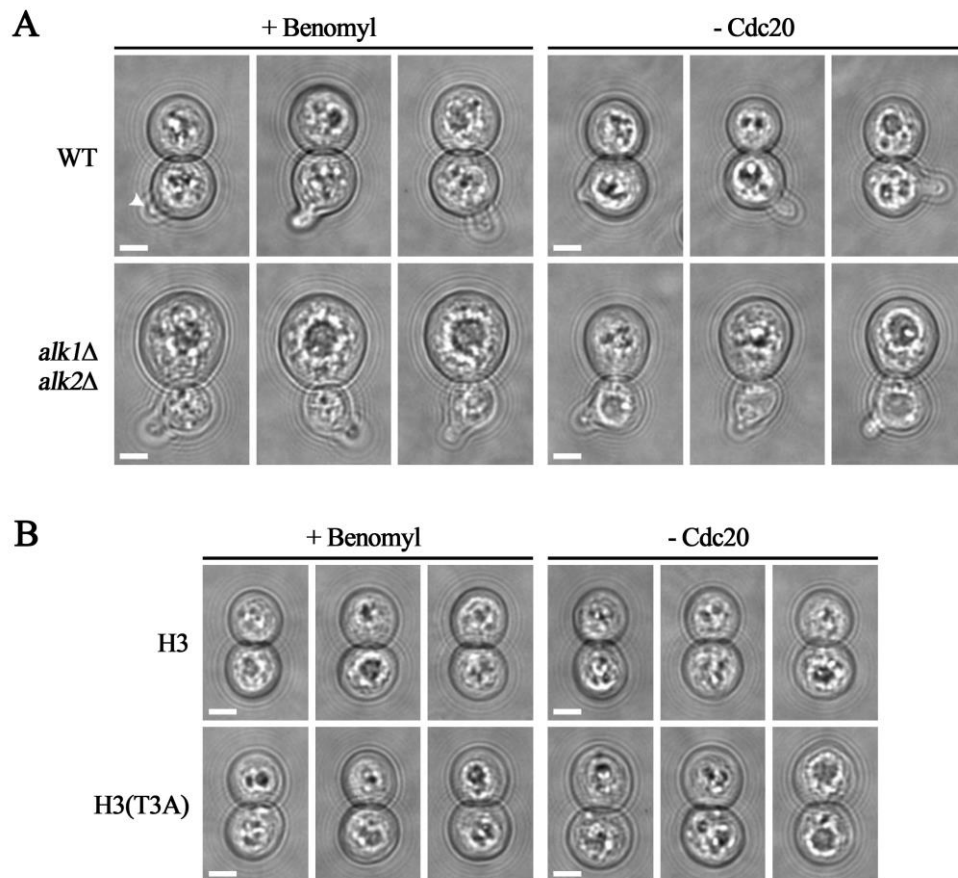 A
+ Benomyl
- Cdc20
WT
alk1Δ
alk2Δ
B
+ Benomyl
- Cdc20
H3
H3(T3A)